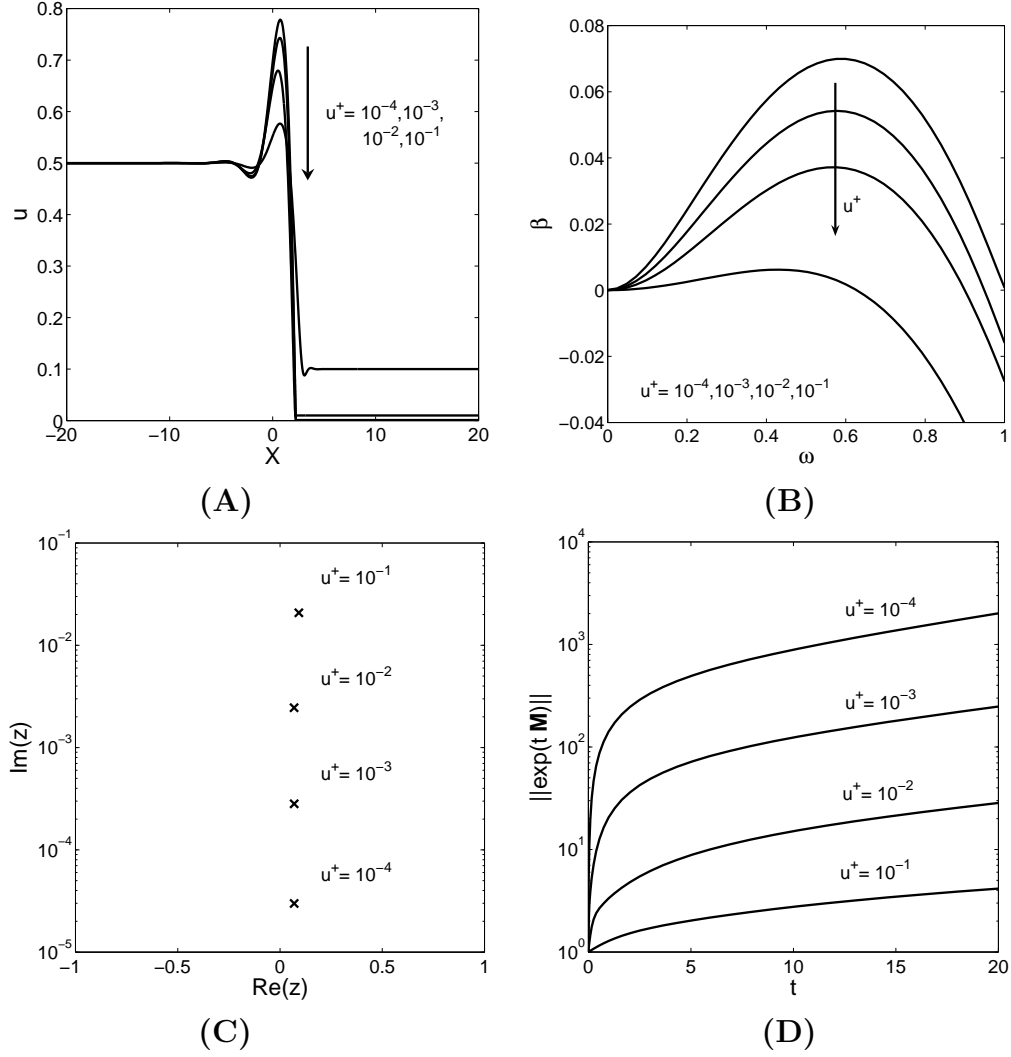 0.8
0.7
0.6
0.5
0.4
0.3
0.2
0.1
0
u
u⁺= 10⁻⁴,10⁻³,
10⁻²,10⁻¹
−20 −10 0 10 20
X
(A)
0.08
0.06
0.04
0.02
0
−0.02
−0.04
β
u⁺
u⁺= 10⁻⁴,10⁻³,10⁻²,10⁻¹
0 0.2 0.4 0.6 0.8 1
ω
(B)
10⁻¹
10⁻²
10⁻³
10⁻⁴
10⁻⁵
Im(z)
u⁺= 10⁻¹
u⁺= 10⁻²
u⁺= 10⁻³
u⁺= 10⁻⁴
−1 −0.5 0 0.5 1
Re(z)
(C)
10⁴
10³
10²
10¹
10⁰
||exp(t M)||
u⁺= 10⁻⁴
u⁺= 10⁻³
u⁺= 10⁻²
u⁺= 10⁻¹
0 5 10 15 20
t
(D)